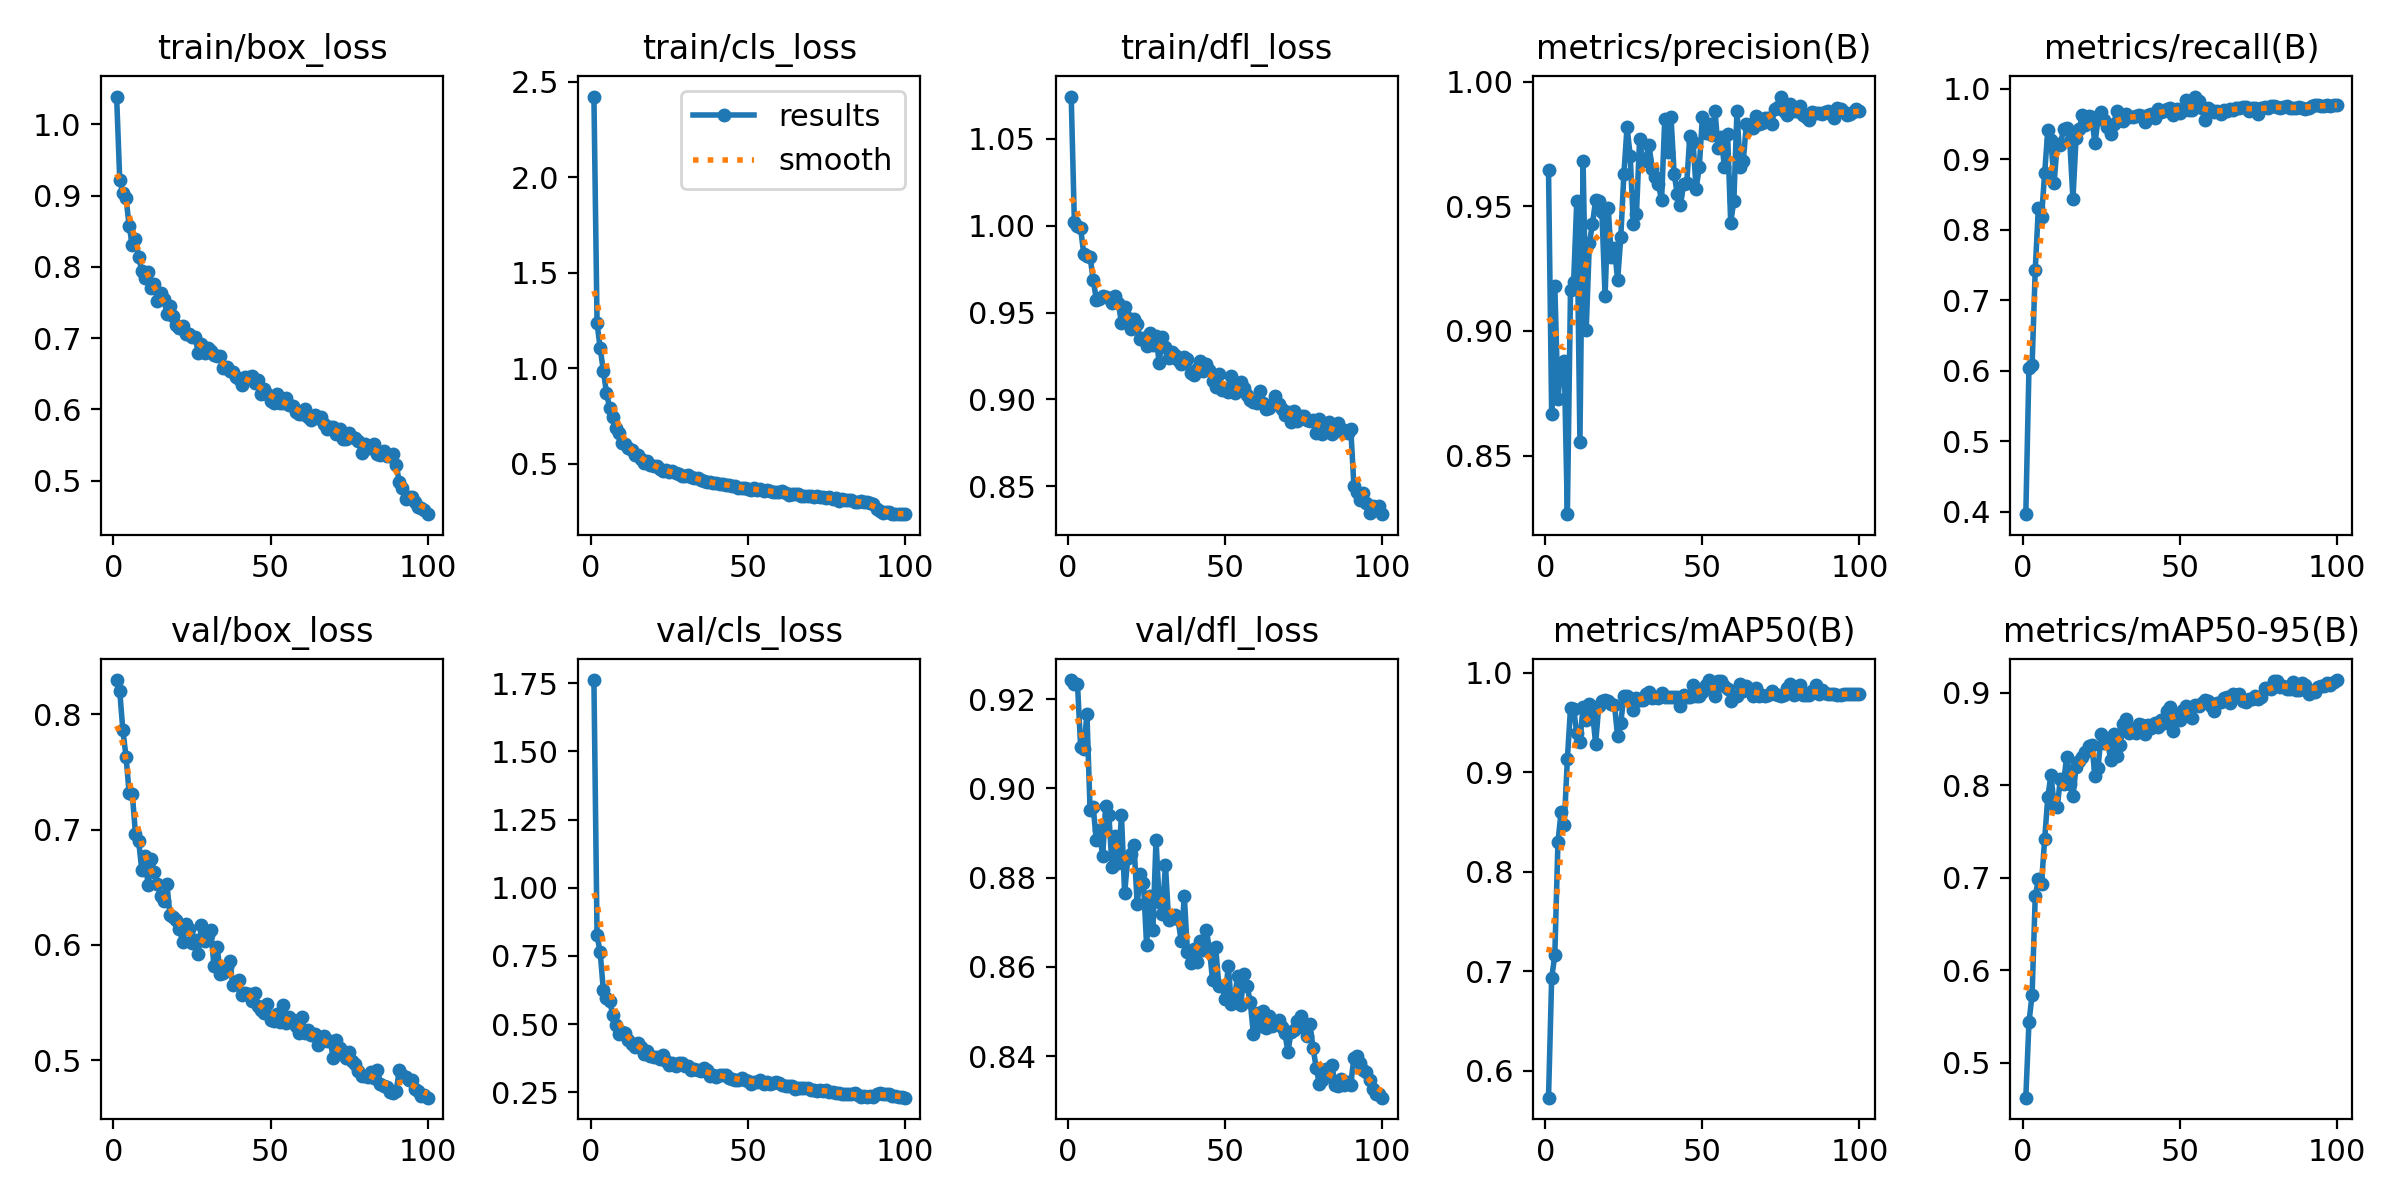 train/box_loss
1.0
0.9
0.8
0.7
0.6
0.5
0 50 100
train/cls_loss
2.5
2.0
1.5
1.0
0.5
results
smooth
0 50 100
train/dfl_loss
1.05
1.00
0.95
0.90
0.85
0 50 100
metrics/precision(B)
1.00
0.95
0.90
0.85
0 50 100
metrics/recall(B)
1.0
0.9
0.8
0.7
0.6
0.5
0.4
0 50 100
val/box_loss
0.8
0.7
0.6
0.5
0 50 100
val/cls_loss
1.75
1.50
1.25
1.00
0.75
0.50
0.25
0 50 100
val/dfl_loss
0.92
0.90
0.88
0.86
0.84
0 50 100
metrics/mAP50(B)
1.0
0.9
0.8
0.7
0.6
0 50 100
metrics/mAP50-95(B)
0.9
0.8
0.7
0.6
0.5
0 50 100